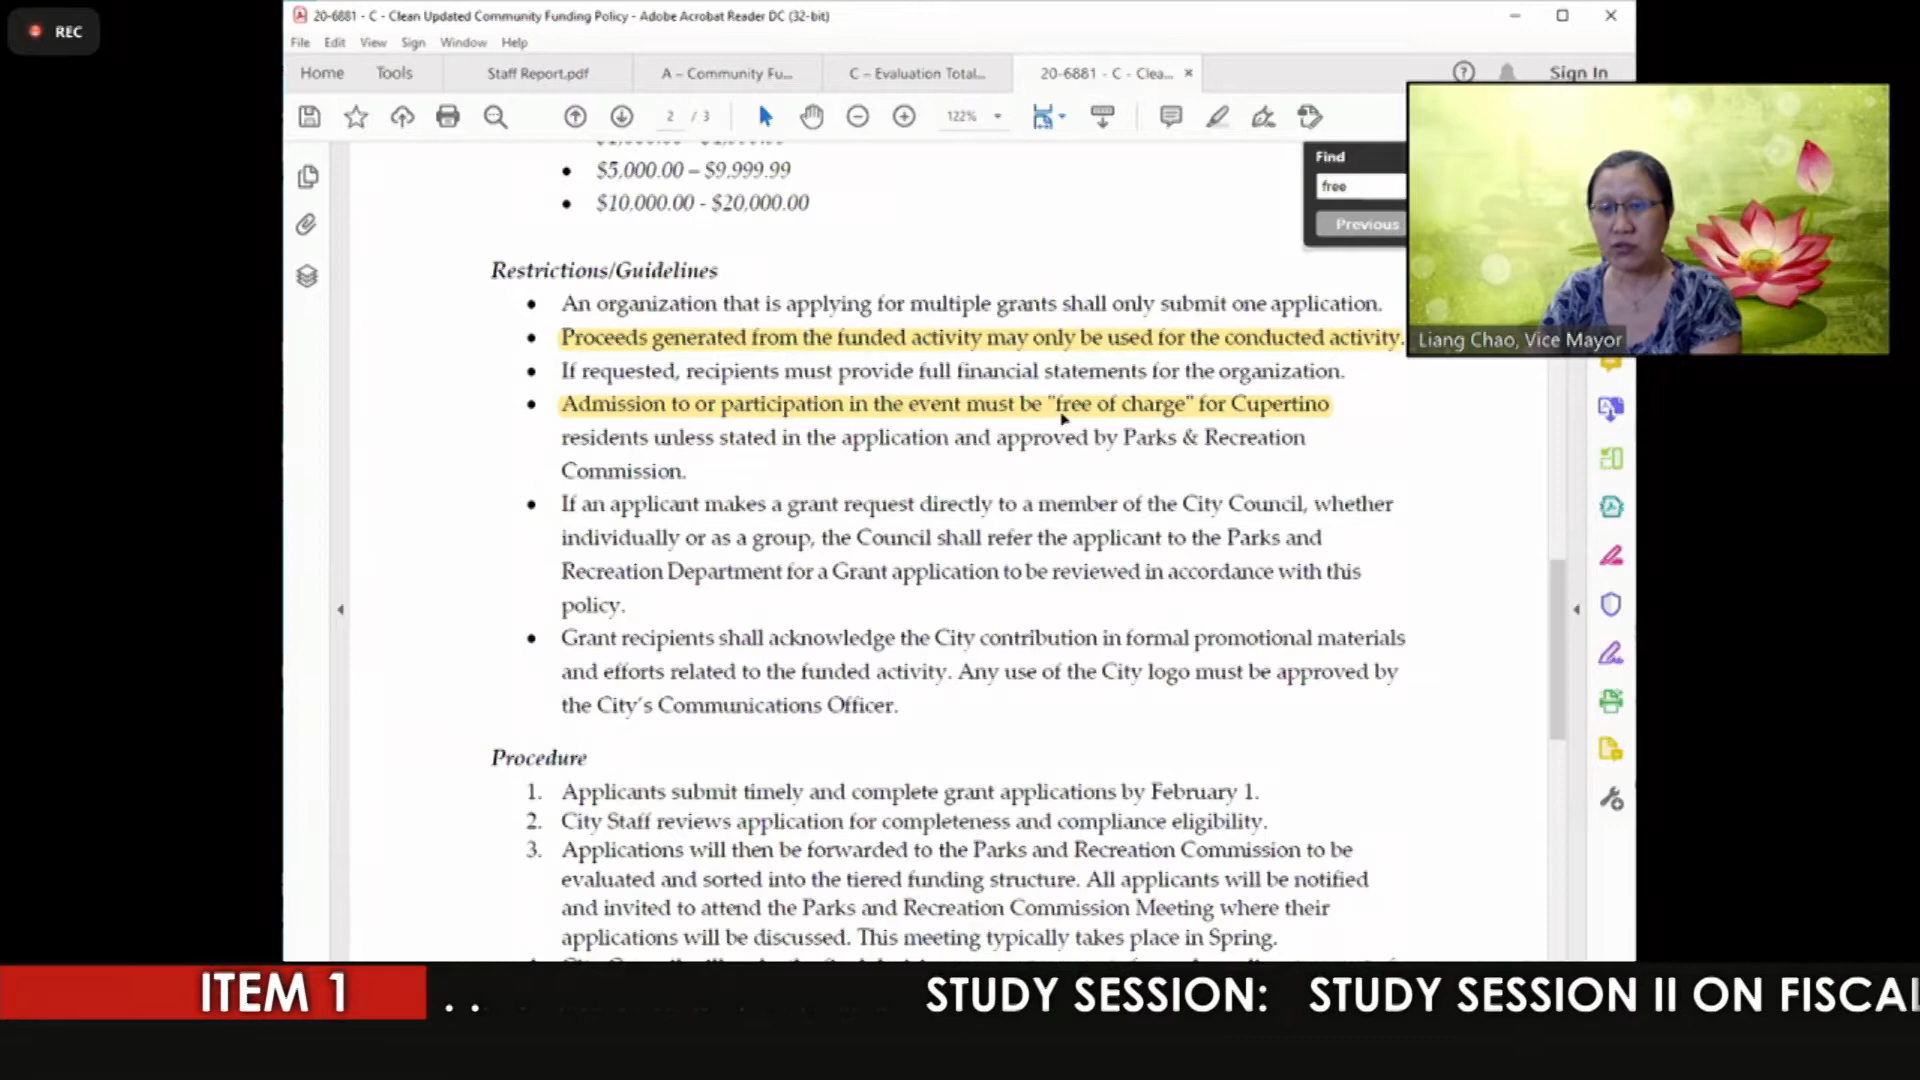 REC
20-6881 - C - Clean Updated Community Funding Policy - Adobe Acrobat Reader DC (32-bit)
File Edit View Sign Window Help
Home Tools Staff Report.pdf A – Community Fu... C – Evaluation Total... 20-6881 - C - Clea... × Sign In
2 / 3 122%
Find
free
Previous
Liang Chao, Vice Mayor
• $5,000.00 – $9,999.99
• $10,000.00 - $20,000.00
Restrictions/Guidelines
• An organization that is applying for multiple grants shall only submit one application.
• Proceeds generated from the funded activity may only be used for the conducted activity.
• If requested, recipients must provide full financial statements for the organization.
• Admission to or participation in the event must be "free of charge" for Cupertino
residents unless stated in the application and approved by Parks & Recreation
Commission.
• If an applicant makes a grant request directly to a member of the City Council, whether
individually or as a group, the Council shall refer the applicant to the Parks and
Recreation Department for a Grant application to be reviewed in accordance with this
policy.
• Grant recipients shall acknowledge the City contribution in formal promotional materials
and efforts related to the funded activity. Any use of the City logo must be approved by
the City's Communications Officer.
Procedure
1. Applicants submit timely and complete grant applications by February 1.
2. City Staff reviews application for completeness and compliance eligibility.
3. Applications will then be forwarded to the Parks and Recreation Commission to be
evaluated and sorted into the tiered funding structure. All applicants will be notified
and invited to attend the Parks and Recreation Commission Meeting where their
applications will be discussed. This meeting typically takes place in Spring.
ITEM 1 . . STUDY SESSION: STUDY SESSION II ON FISCAL